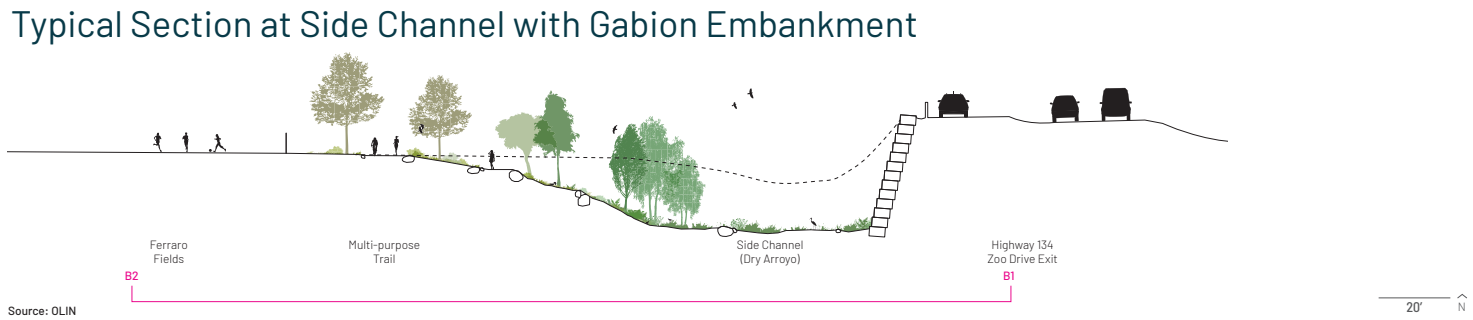 Typical Section at Side Channel with Gabion Embankment
Ferraro
Fields
Multi-purpose
Trail
Side Channel
(Dry Arroyo)
Highway 134
Zoo Drive Exit
B2
B1
Source: OLIN
20'
N